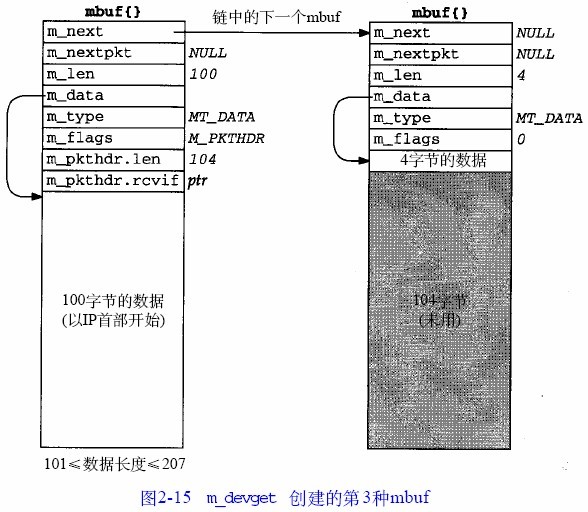 mbuf{}
m_next
m_nextpkt NULL
m_len 100
m_data
m_type MT_DATA
m_flags M_PKTHDR
m_pkthdr.len 104
m_pkthdr.rcvif ptr
100字节的数据
(以IP首部开始)
101≤数据长度≤207
链中的下一个mbuf
mbuf{}
m_next NULL
m_nextpkt NULL
m_len 4
m_data
m_type MT_DATA
m_flags 0
4字节的数据
104字节
(未用)
图2-15 m_devget 创建的第3种mbuf